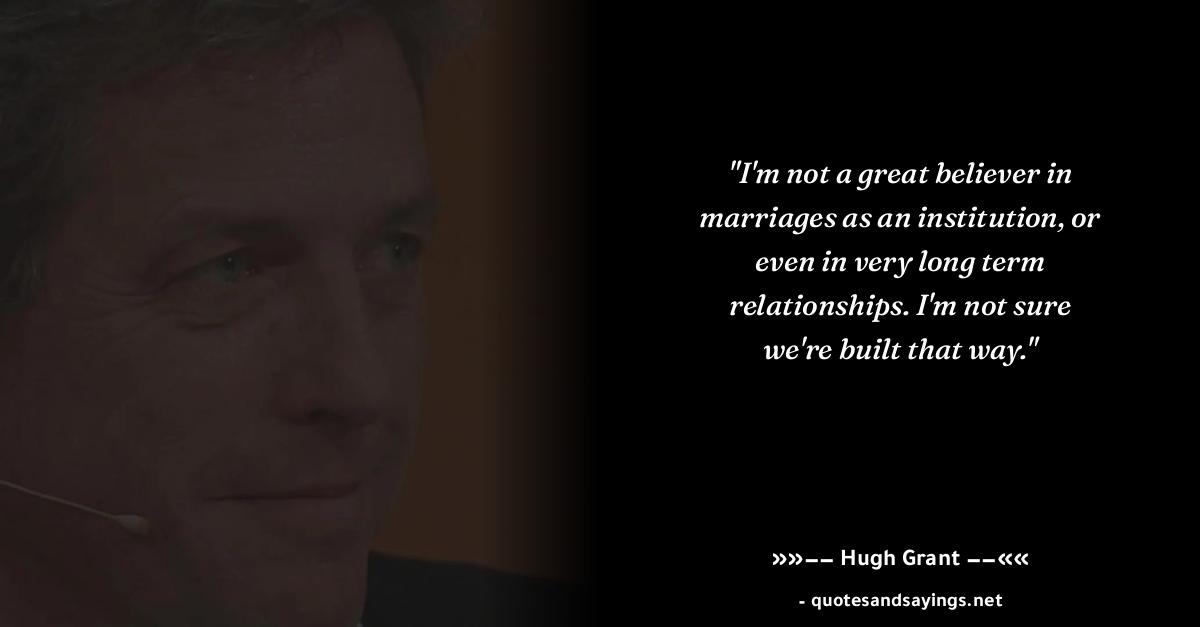 "I'm not a great believer in
marriages as an institution, or
even in very long term
relationships. I'm not sure
we're built that way."
»»−− Hugh Grant −−««
- quotesandsayings.net